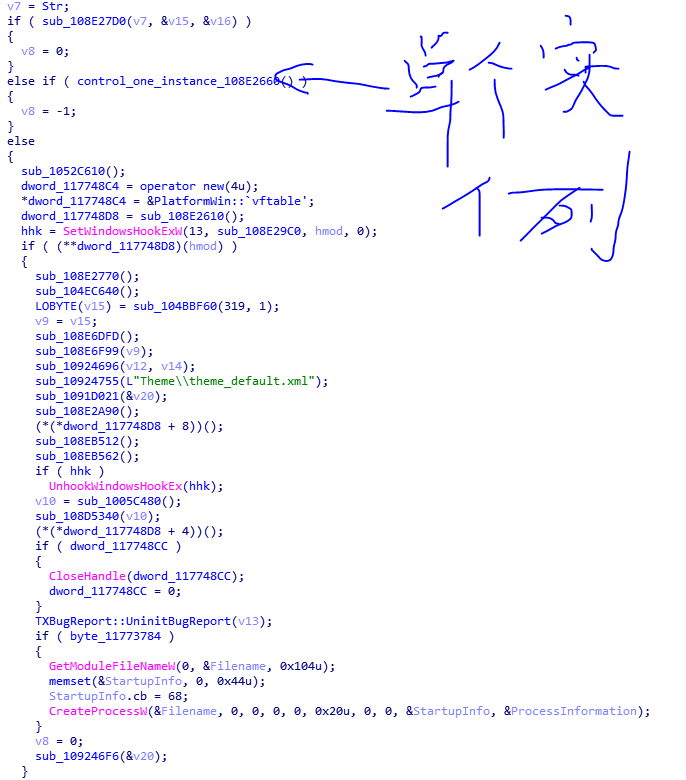 v7 = Str;
if ( sub_108E27D0(v7, &v15, &v16) )
{
v8 = 0;
}
else if ( control_one_instance_108E2660() )
{
v8 = -1;
}
else
{
sub_1052C610();
dword_117748C4 = operator new(4u);
*dword_117748C4 = &PlatformWin::`vftable';
dword_117748D8 = sub_108E2610();
hhk = SetWindowsHookExW(13, sub_108E29C0, hmod, 0);
if ( (**dword_117748D8)(hmod) )
{
sub_108E2770();
sub_104EC640();
LOBYTE(v15) = sub_104BBF60(319, 1);
v9 = v15;
sub_108E6DFD();
sub_108E6F99(v9);
sub_10924696(v12, v14);
sub_10924755(L"Theme\\theme_default.xml");
sub_1091D021(&v20);
sub_108E2A90();
(*(*dword_117748D8 + 8))();
sub_108EB512();
sub_108EB562();
if ( hhk )
UnhookWindowsHookEx(hhk);
v10 = sub_1005C480();
sub_108D5340(v10);
(*(*dword_117748D8 + 4))();
if ( dword_117748CC )
{
CloseHandle(dword_117748CC);
dword_117748CC = 0;
}
TXBugReport::UninitBugReport(v13);
if ( byte_11773784 )
{
GetModuleFileNameW(0, &Filename, 0x104u);
memset(&StartupInfo, 0, 0x44u);
StartupInfo.cb = 68;
CreateProcessW(&Filename, 0, 0, 0, 0, 0x20u, 0, 0, &StartupInfo, &ProcessInformation);
}
v8 = 0;
sub_109246F6(&v20);
}
单个实
例